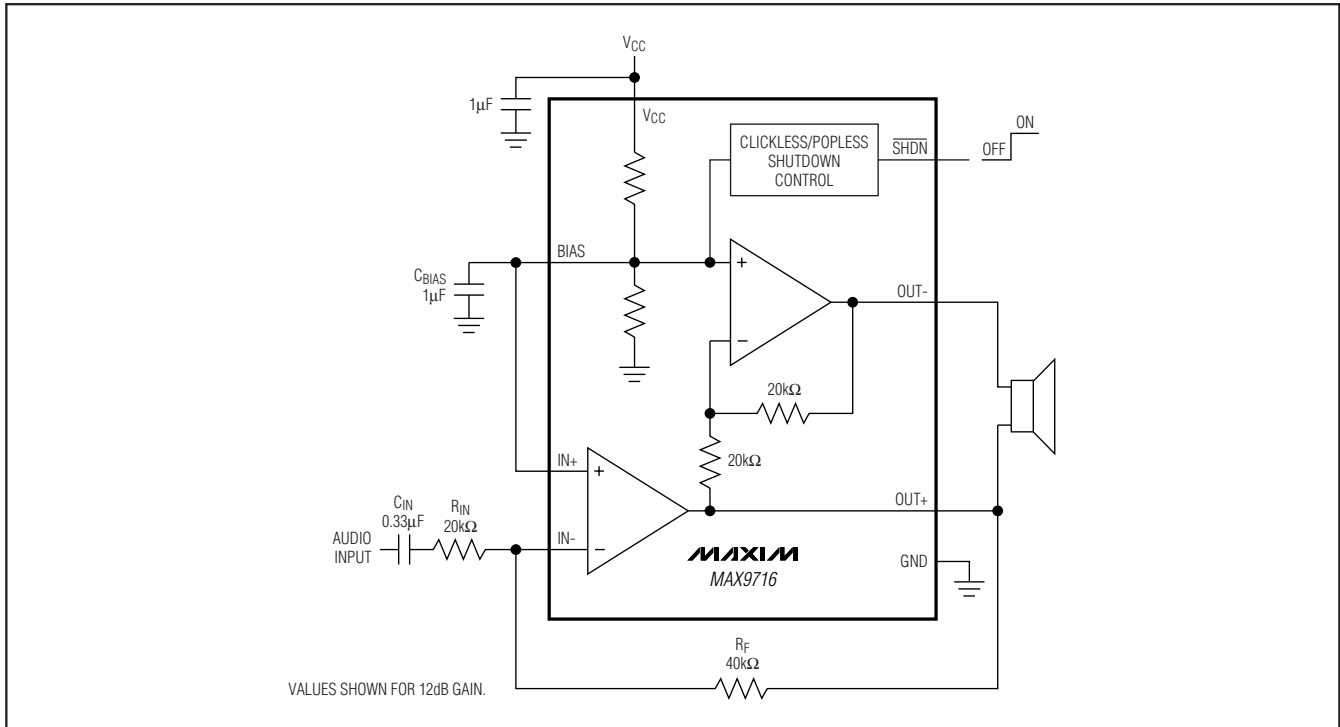 VCC
1µF
VCC
CLICKLESS/POPLESS
SHUTDOWN
CONTROL
SHDN
OFF
ON
BIAS
CBIAS
1µF
+
−
OUT-
20kΩ
20kΩ
IN+
+
OUT+
CIN
0.33µF
RIN
20kΩ
AUDIO
INPUT
IN-
−
MAXIM
MAX9716
GND
RF
40kΩ
VALUES SHOWN FOR 12dB GAIN.